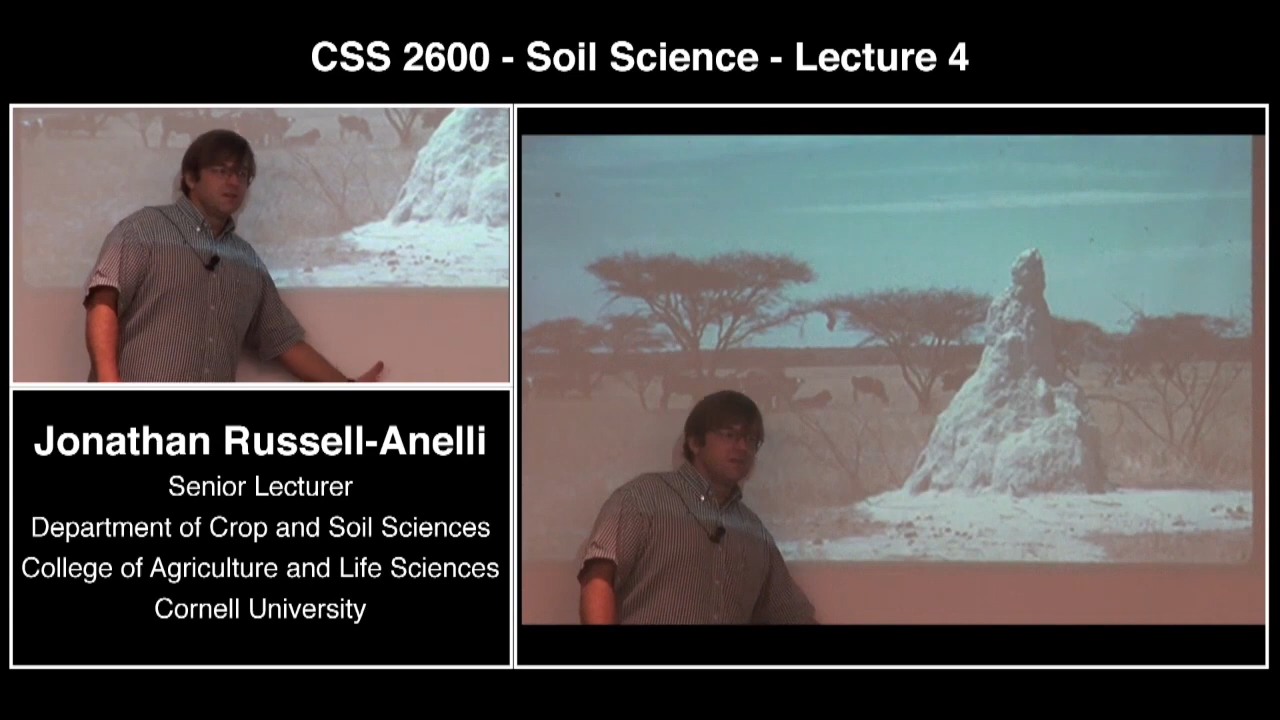 CSS 2600 - Soil Science - Lecture 4
Jonathan Russell-Anelli
Senior Lecturer
Department of Crop and Soil Sciences
College of Agriculture and Life Sciences
Cornell University